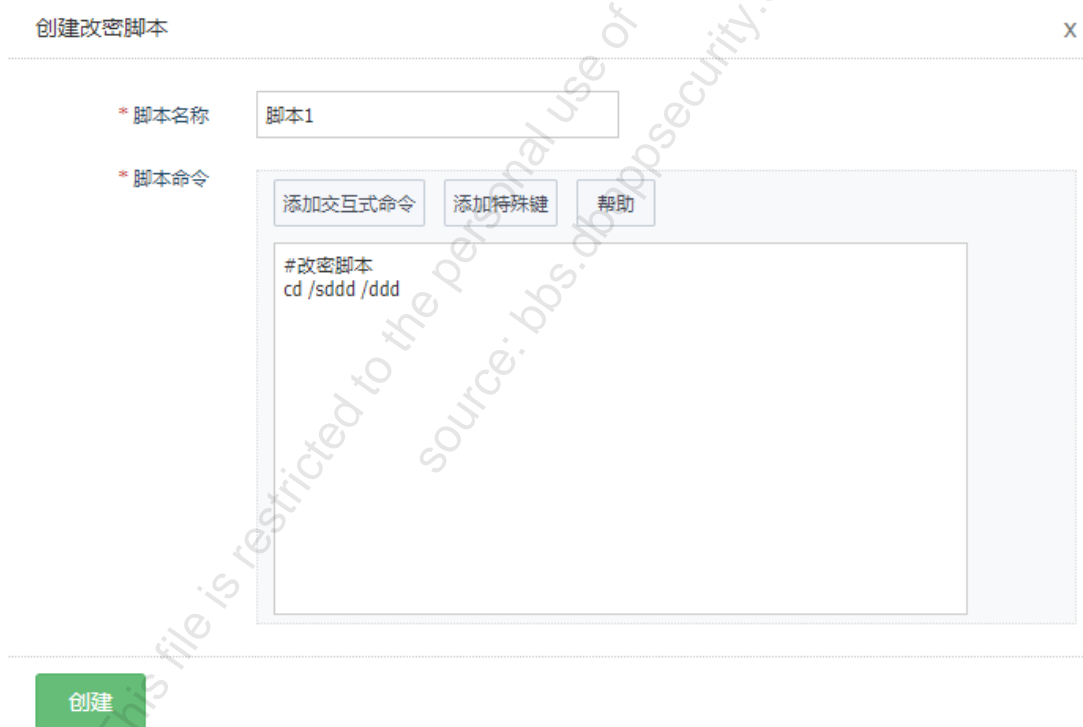 创建改密脚本
X
* 脚本名称
脚本1
* 脚本命令
添加交互式命令 添加特殊键 帮助
#改密脚本
cd /sddd /ddd
创建
This file is restricted to the personal use of
source: bbs.dbappsecurity.